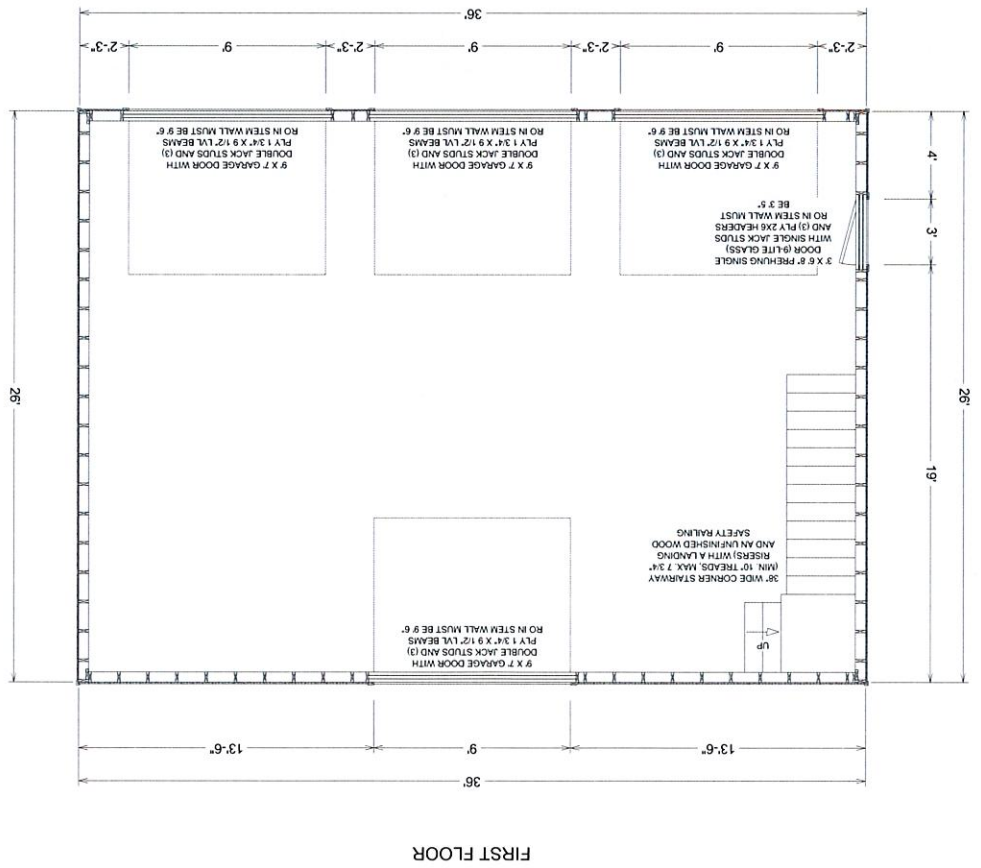 FIRST FLOOR
36'
13'-6"
9'
13'-6"
9' X 7' GARAGE DOOR WITH
DOUBLE JACK STUDS AND (3)
PLY 1 3/4" X 9 1/2" LVL BEAMS
RO IN STEM WALL MUST BE 9' 6"
UP
38" WIDE CORNER STAIRWAY
(MIN. 10" TREADS, MAX. 7 3/4"
RISERS) WITH A LANDING
AND AN UNFINISHED WOOD
SAFETY RAILING
26'
19'
3'
4'
26'
3' X 6' 8" PREHUNG SINGLE
DOOR (9-LITE GLASS)
WITH SINGLE JACK STUDS
AND (3) PLY 2X6 HEADERS
RO IN STEM WALL MUST
BE 3' 5"
9' X 7' GARAGE DOOR WITH
DOUBLE JACK STUDS AND (3)
PLY 1 3/4" X 9 1/2" LVL BEAMS
RO IN STEM WALL MUST BE 9' 6"
9' X 7' GARAGE DOOR WITH
DOUBLE JACK STUDS AND (3)
PLY 1 3/4" X 9 1/2" LVL BEAMS
RO IN STEM WALL MUST BE 9' 6"
9' X 7' GARAGE DOOR WITH
DOUBLE JACK STUDS AND (3)
PLY 1 3/4" X 9 1/2" LVL BEAMS
RO IN STEM WALL MUST BE 9' 6"
2'-3"
9'
2'-3"
9'
2'-3"
9'
2'-3"
36'